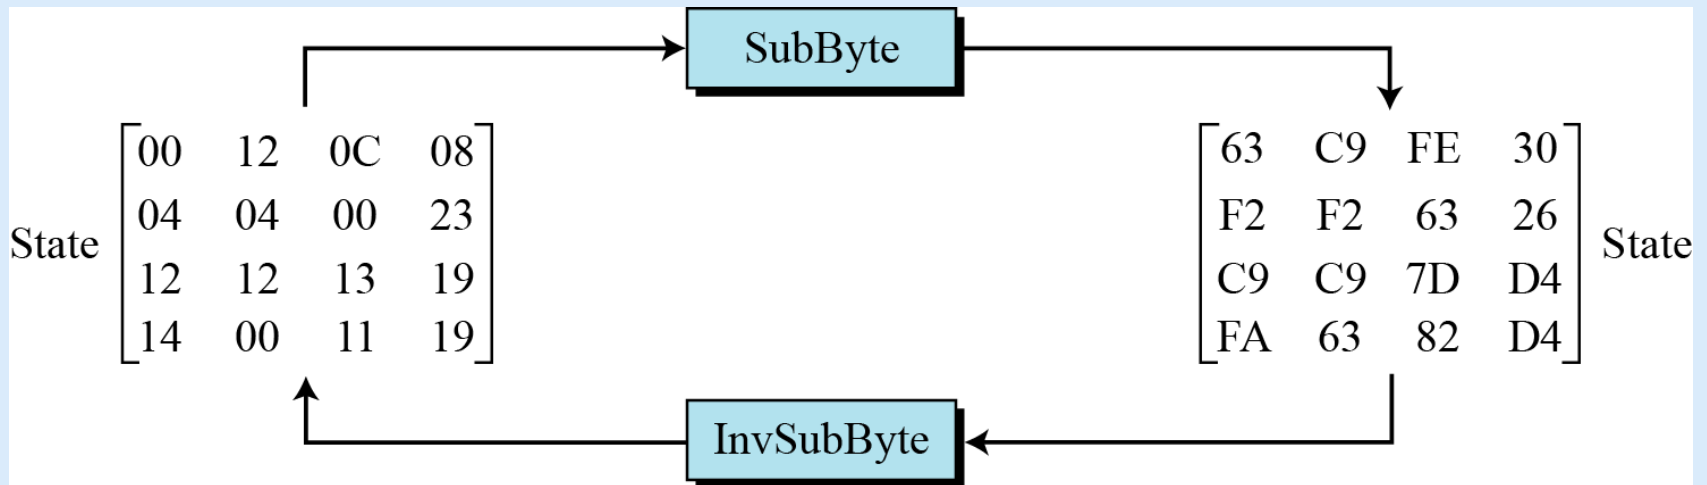 SubByte
00 12 0C 08
04 04 00 23
12 12 13 19
14 00 11 19
State
63 C9 FE 30
F2 F2 63 26
C9 C9 7D D4
FA 63 82 D4
State
InvSubByte